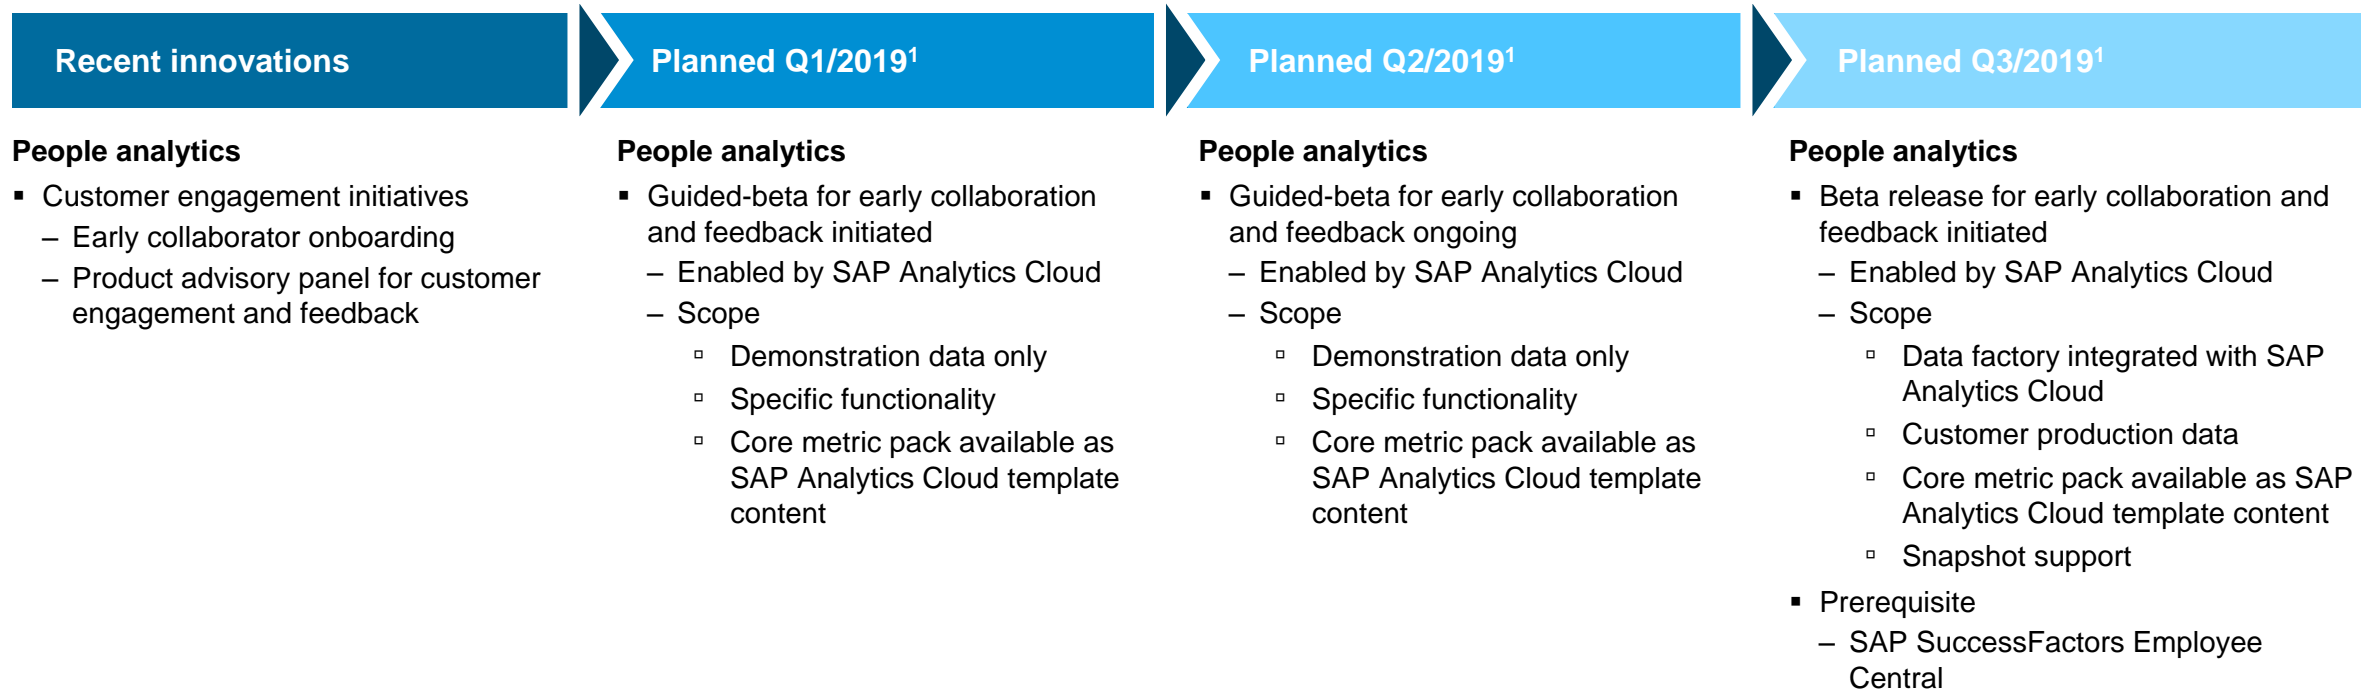 Recent innovations
Planned Q1/2019¹
Planned Q2/2019¹
Planned Q3/2019¹
People analytics
▪ Customer engagement initiatives
– Early collaborator onboarding
– Product advisory panel for customer
engagement and feedback
People analytics
▪ Guided-beta for early collaboration
and feedback initiated
– Enabled by SAP Analytics Cloud
– Scope
▫ Demonstration data only
▫ Specific functionality
▫ Core metric pack available as
SAP Analytics Cloud template
content
People analytics
▪ Guided-beta for early collaboration
and feedback ongoing
– Enabled by SAP Analytics Cloud
– Scope
▫ Demonstration data only
▫ Specific functionality
▫ Core metric pack available as
SAP Analytics Cloud template
content
People analytics
▪ Beta release for early collaboration and
feedback initiated
– Enabled by SAP Analytics Cloud
– Scope
▫ Data factory integrated with SAP
Analytics Cloud
▫ Customer production data
▫ Core metric pack available as SAP
Analytics Cloud template content
▫ Snapshot support
▪ Prerequisite
– SAP SuccessFactors Employee
Central